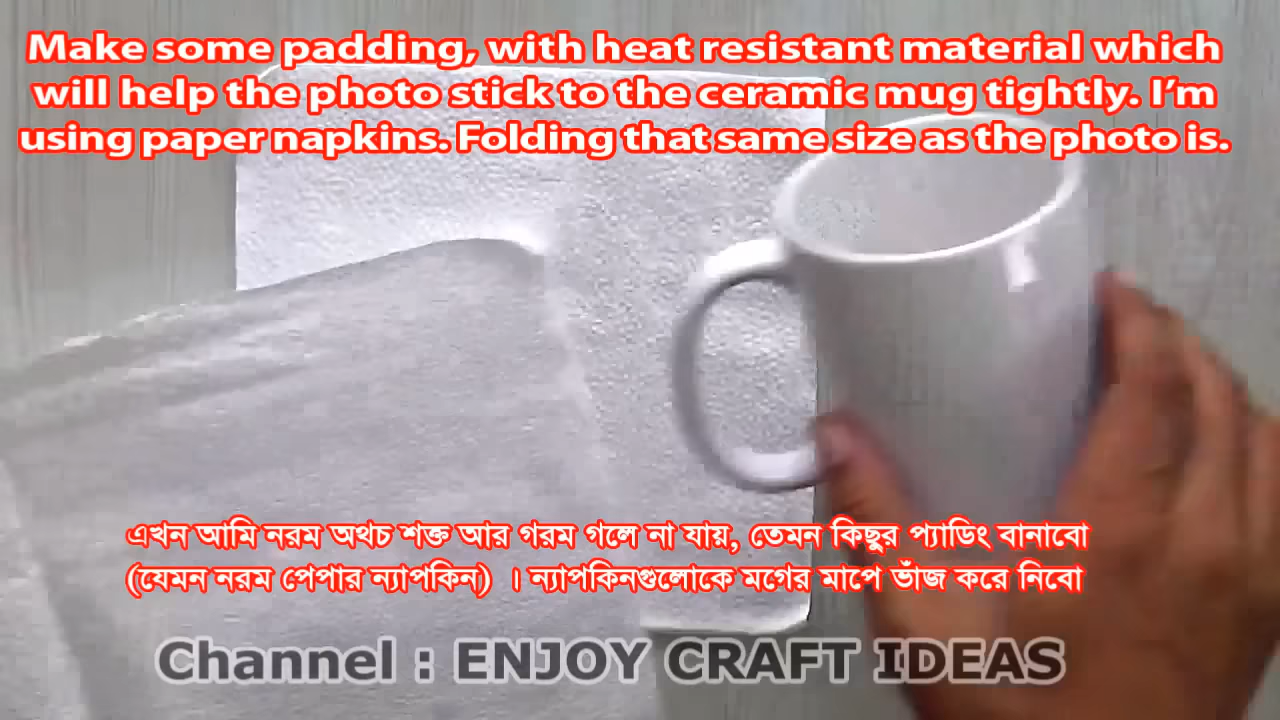 Make some padding, with heat resistant material which
will help the photo stick to the ceramic mug tightly. I’m
using paper napkins. Folding that same size as the photo is.
এখন আমি নরম অথচ শক্ত আর গরম গলে না যায়, তেমন কিছুর প্যাডিং বানাবো
(যেমন নরম পেপার ন্যাপকিন) । ন্যাপকিনগুলোকে মগের মাপে ভাঁজ করে নিবো
Channel : ENJOY CRAFT IDEAS